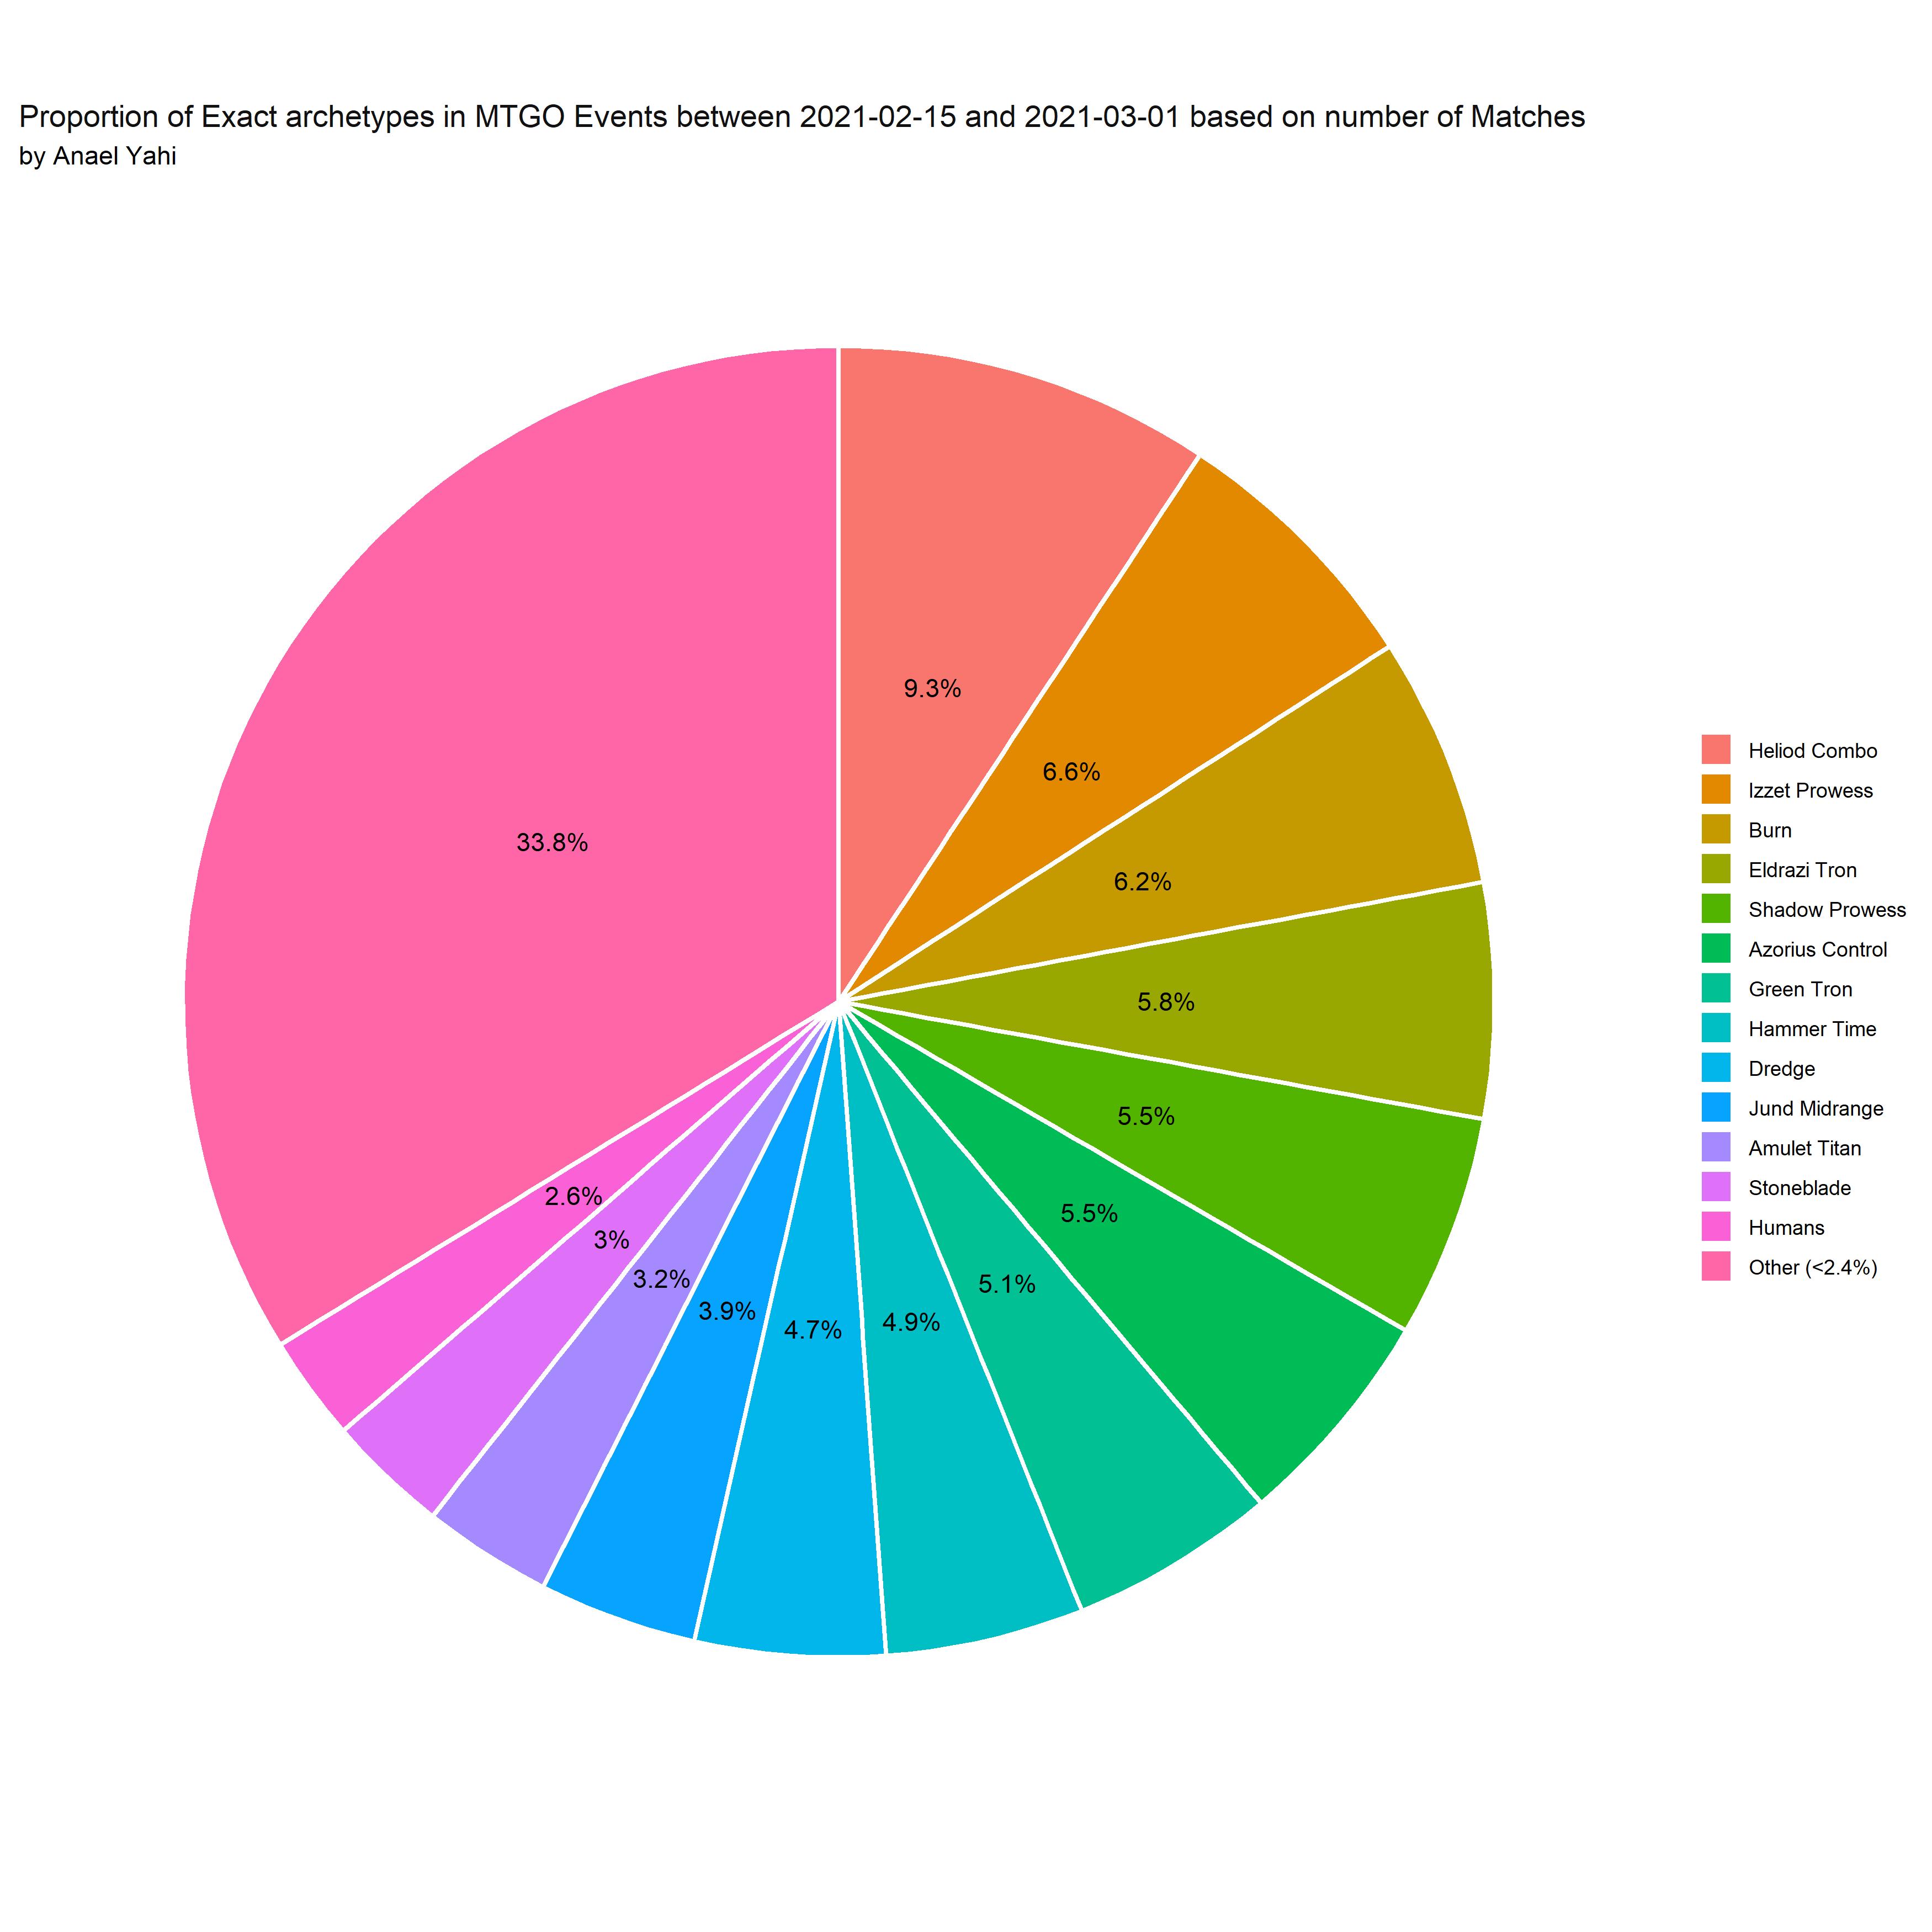 Proportion of Exact archetypes in MTGO Events between 2021-02-15 and 2021-03-01 based on number of Matches
by Anael Yahi
9.3%
6.6%
6.2%
5.8%
5.5%
5.5%
5.1%
4.9%
4.7%
3.9%
3.2%
3%
2.6%
33.8%
Heliod Combo
Izzet Prowess
Burn
Eldrazi Tron
Shadow Prowess
Azorius Control
Green Tron
Hammer Time
Dredge
Jund Midrange
Amulet Titan
Stoneblade
Humans
Other (<2.4%)